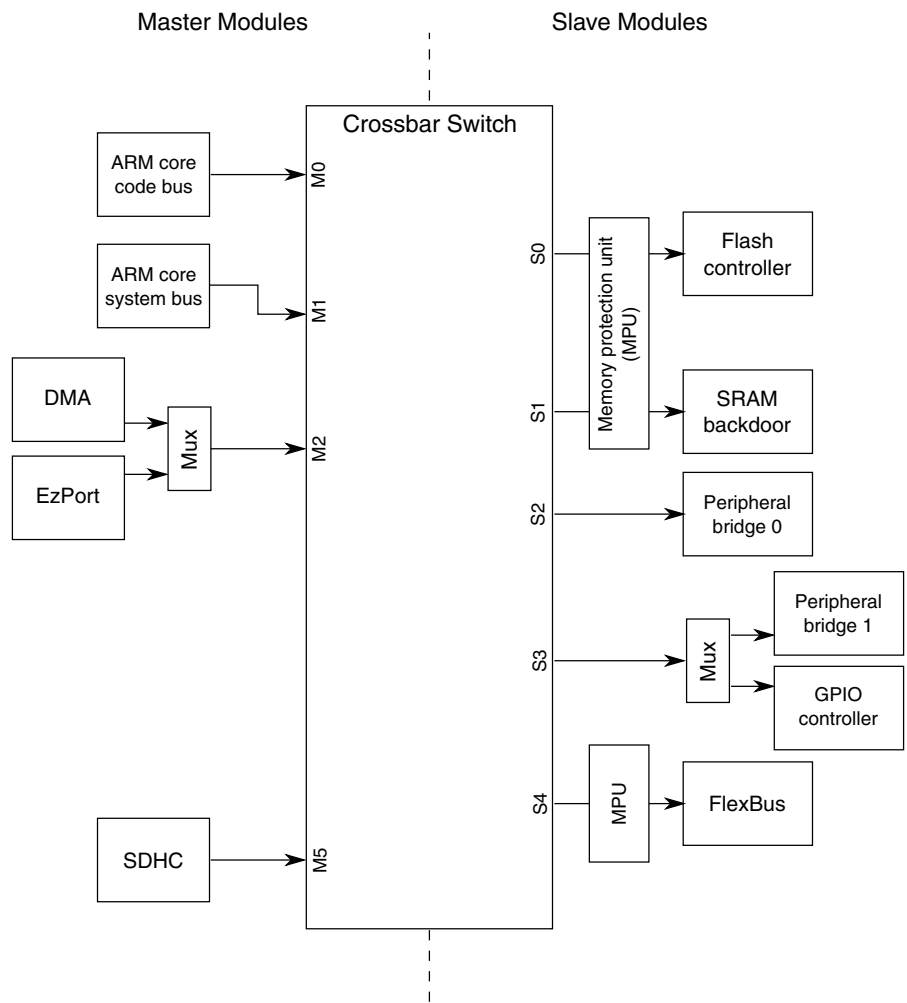 Master Modules
Slave Modules
Crossbar Switch
ARM core
code bus
M0
ARM core
system bus
M1
DMA
EzPort
Mux
M2
SDHC
M5
S0
Memory protection unit
(MPU)
Flash
controller
S1
SRAM
backdoor
S2
Peripheral
bridge 0
S3
Mux
Peripheral
bridge 1
GPIO
controller
S4
MPU
FlexBus